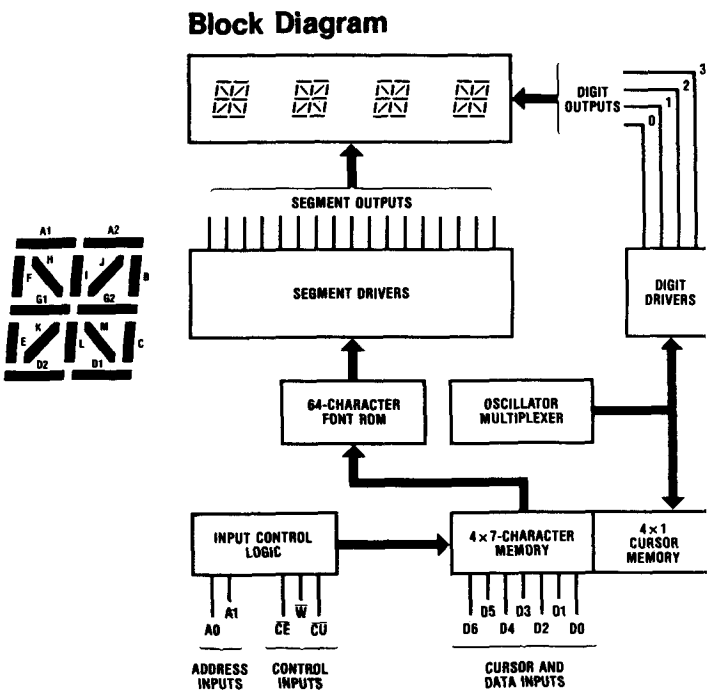 Block Diagram
3
2
1
0
DIGIT
OUTPUTS
SEGMENT OUTPUTS
A1 A2
F H I J B
G1 G2
E K L M C
D2 D1
SEGMENT DRIVERS
DIGIT
DRIVERS
64-CHARACTER
FONT ROM
OSCILLATOR
MULTIPLEXER
INPUT CONTROL
LOGIC
4×7-CHARACTER
MEMORY
4×1
CURSOR
MEMORY
A0 A1
C̅E̅ W̅ C̅U̅
D6 D5 D4 D3 D2 D1 D0
ADDRESS
INPUTS
CONTROL
INPUTS
CURSOR AND
DATA INPUTS